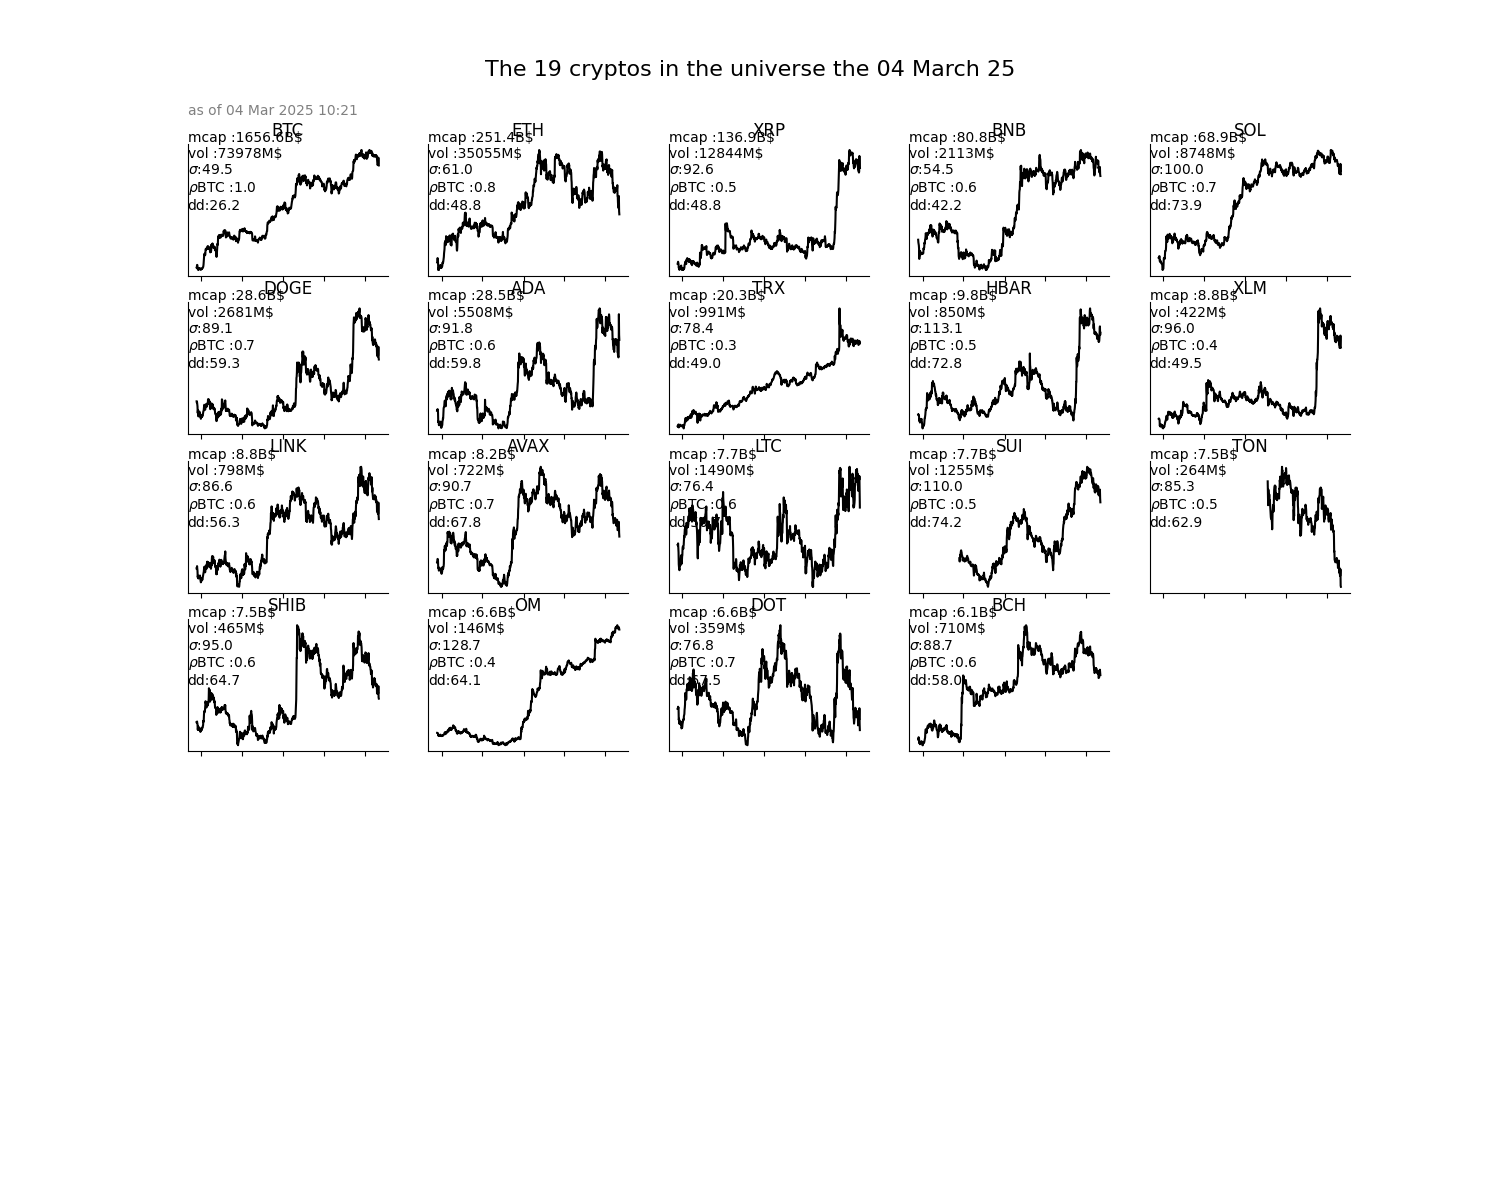 The 19 cryptos in the universe the 04 March 25
as of 04 Mar 2025 10:21
BTC
mcap :1656.6B$
vol :73978M$
σ:49.5
ρBTC :1.0
dd:26.2
ETH
mcap :251.4B$
vol :35055M$
σ:61.0
ρBTC :0.8
dd:48.8
XRP
mcap :136.9B$
vol :12844M$
σ:92.6
ρBTC :0.5
dd:48.8
BNB
mcap :80.8B$
vol :2113M$
σ:54.5
ρBTC :0.6
dd:42.2
SOL
mcap :68.9B$
vol :8748M$
σ:100.0
ρBTC :0.7
dd:73.9
DOGE
mcap :28.6B$
vol :2681M$
σ:89.1
ρBTC :0.7
dd:59.3
ADA
mcap :28.5B$
vol :5508M$
σ:91.8
ρBTC :0.6
dd:59.8
TRX
mcap :20.3B$
vol :991M$
σ:78.4
ρBTC :0.3
dd:49.0
HBAR
mcap :9.8B$
vol :850M$
σ:113.1
ρBTC :0.5
dd:72.8
XLM
mcap :8.8B$
vol :422M$
σ:96.0
ρBTC :0.4
dd:49.5
LINK
mcap :8.8B$
vol :798M$
σ:86.6
ρBTC :0.6
dd:56.3
AVAX
mcap :8.2B$
vol :722M$
σ:90.7
ρBTC :0.7
dd:67.8
LTC
mcap :7.7B$
vol :1490M$
σ:76.4
ρBTC :0.6
SUI
mcap :7.7B$
vol :1255M$
σ:110.0
ρBTC :0.5
dd:74.2
TON
mcap :7.5B$
vol :264M$
σ:85.3
ρBTC :0.5
dd:62.9
SHIB
mcap :7.5B$
vol :465M$
σ:95.0
ρBTC :0.6
dd:64.7
OM
mcap :6.6B$
vol :146M$
σ:128.7
ρBTC :0.4
dd:64.1
DOT
mcap :6.6B$
vol :359M$
σ:76.8
ρBTC :0.7
dd:67.5
BCH
mcap :6.1B$
vol :710M$
σ:88.7
ρBTC :0.6
dd:58.0